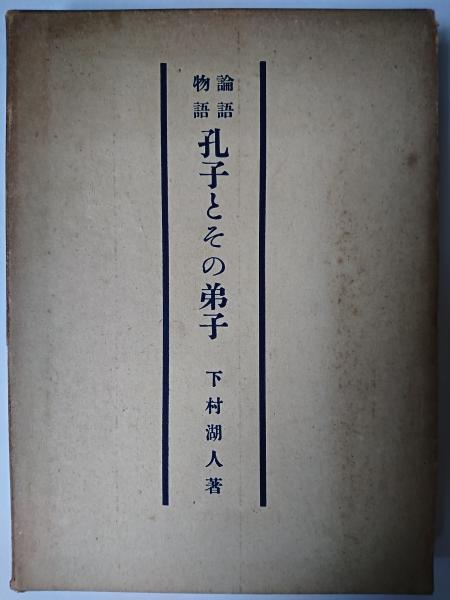 論語
物語
孔子とその弟子
下村湖人著